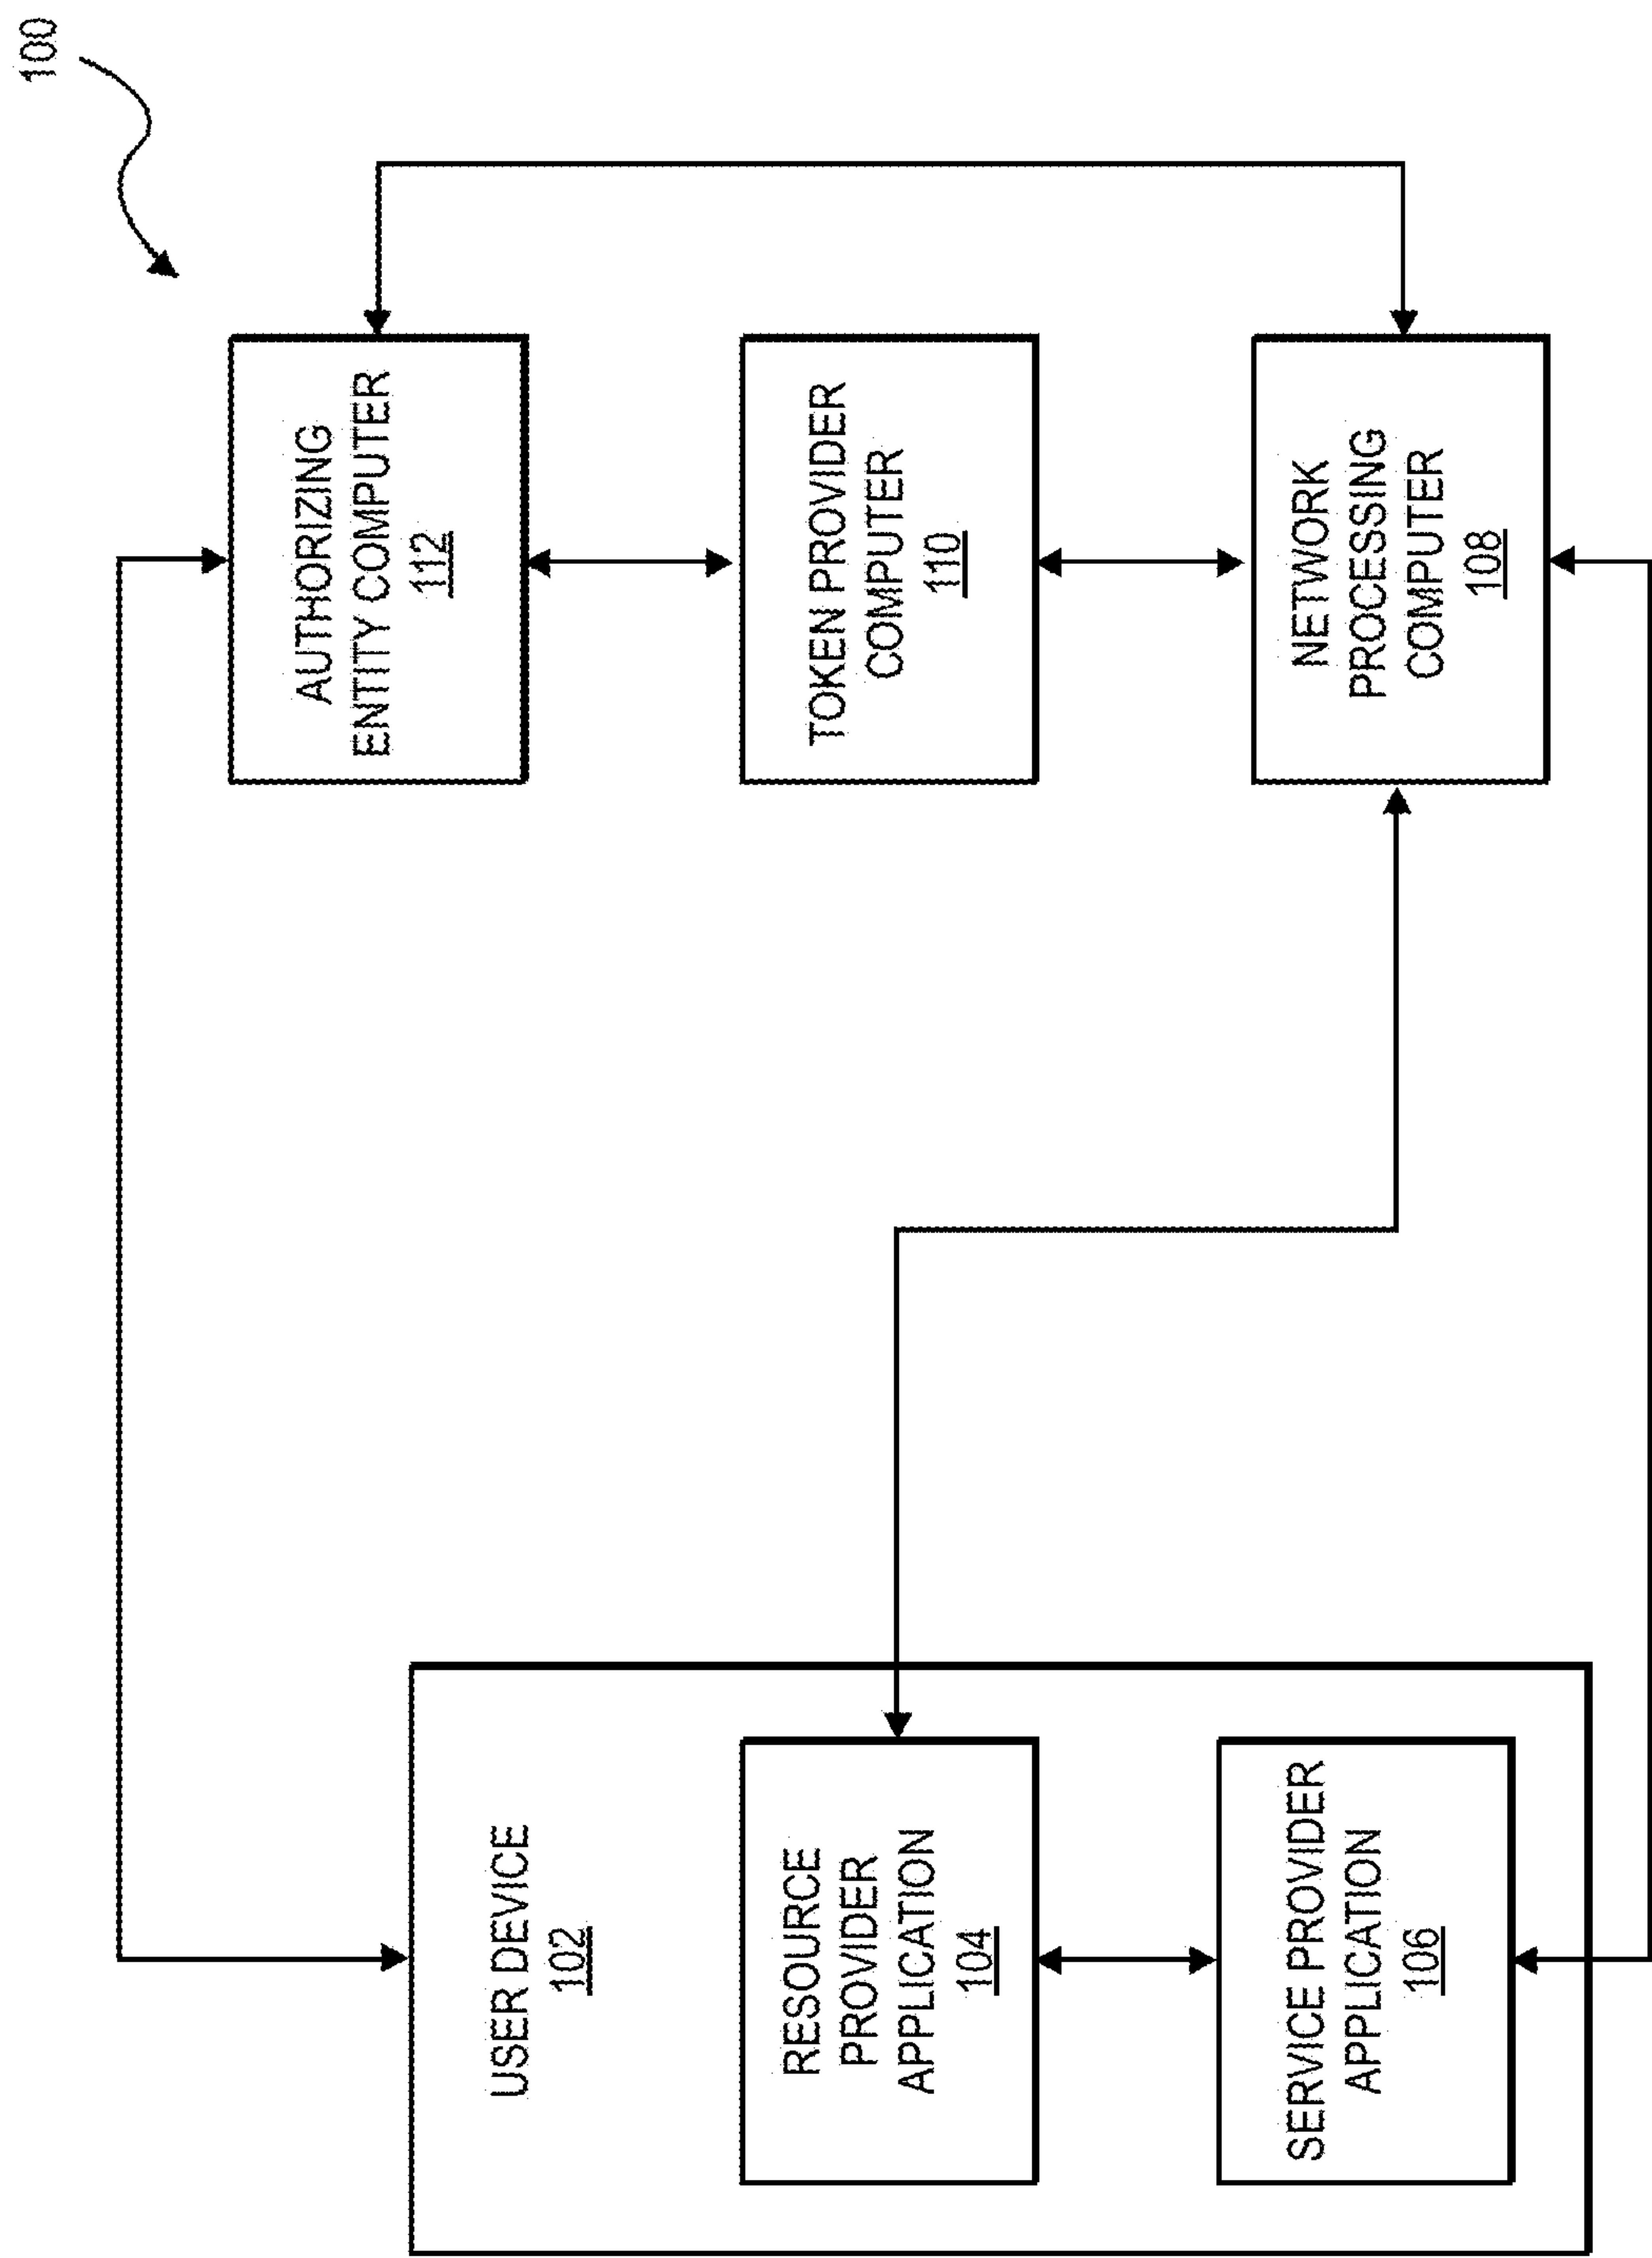 100
USER DEVICE
102
RESOURCE
PROVIDER
APPLICATION
104
SERVICE PROVIDER
APPLICATION
106
AUTHORIZING
ENTITY COMPUTER
112
TOKEN PROVIDER
COMPUTER
110
NETWORK
PROCESSING
COMPUTER
108